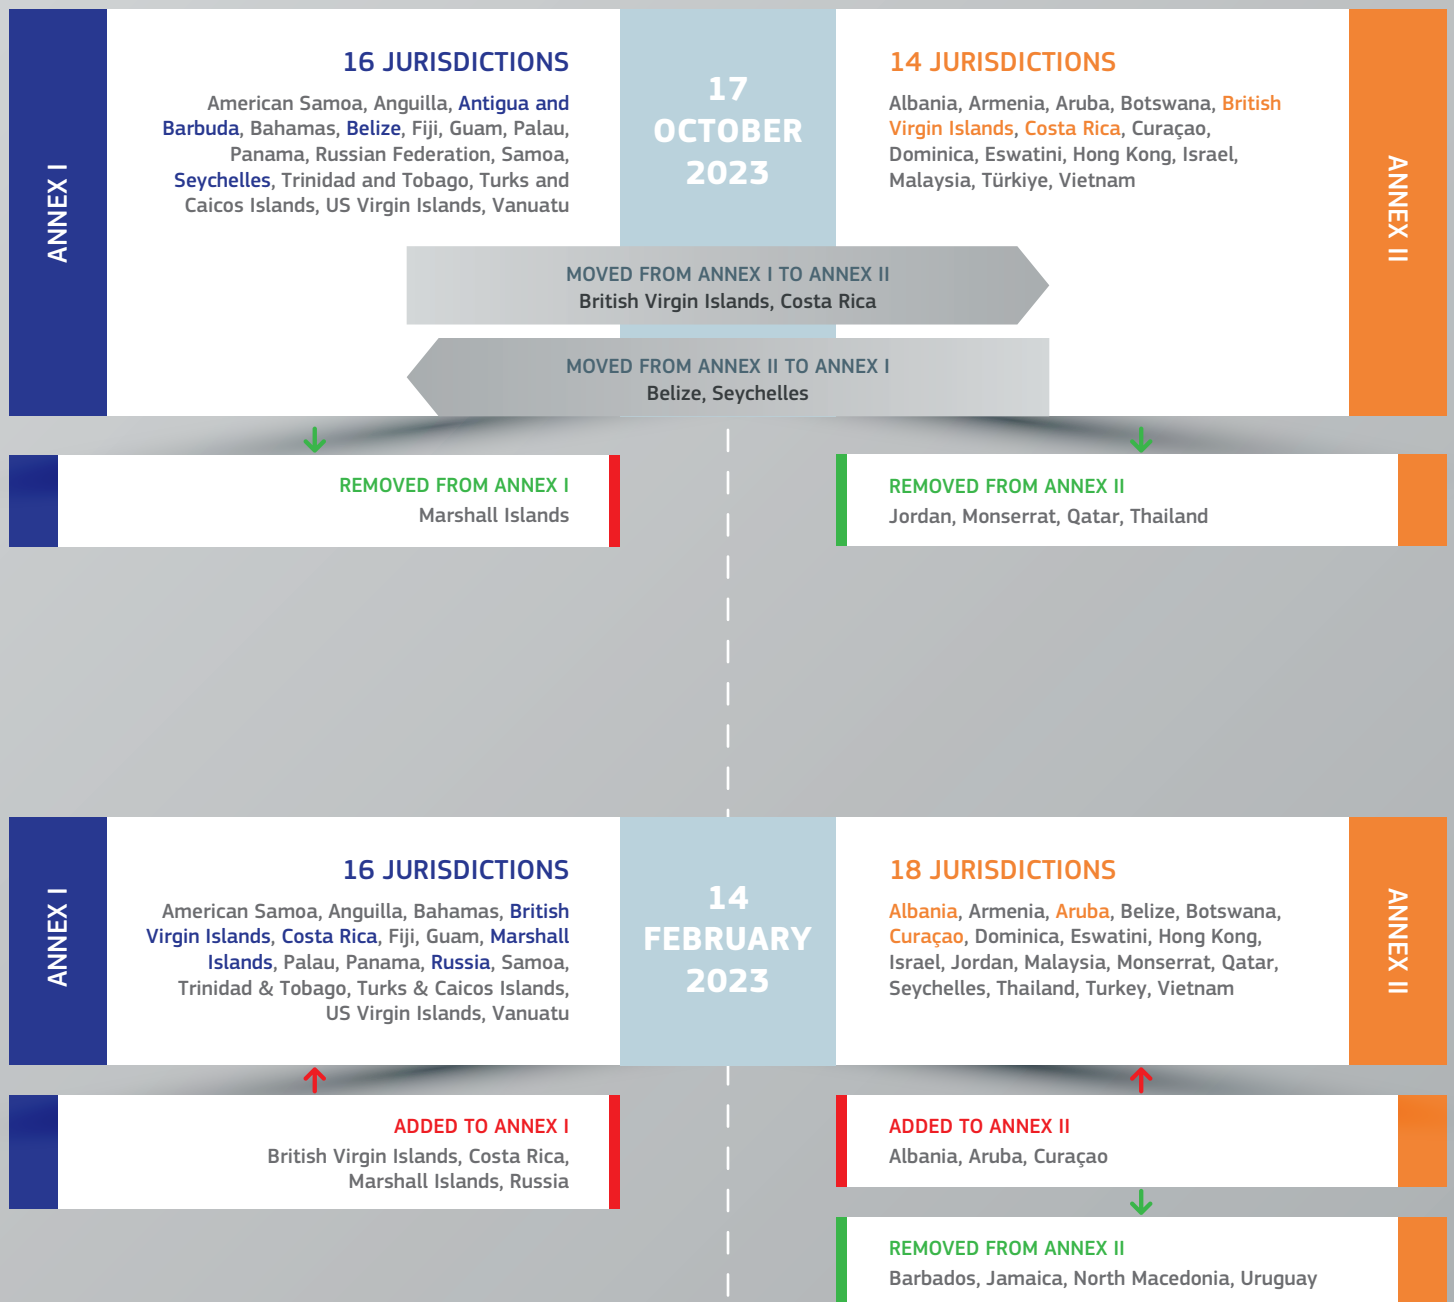 ANNEX I
16 JURISDICTIONS
American Samoa, Anguilla, Antigua and
Barbuda, Bahamas, Belize, Fiji, Guam, Palau,
Panama, Russian Federation, Samoa,
Seychelles, Trinidad and Tobago, Turks and
Caicos Islands, US Virgin Islands, Vanuatu
17
OCTOBER
2023
14 JURISDICTIONS
Albania, Armenia, Aruba, Botswana, British
Virgin Islands, Costa Rica, Curaçao,
Dominica, Eswatini, Hong Kong, Israel,
Malaysia, Türkiye, Vietnam
ANNEX II
MOVED FROM ANNEX I TO ANNEX II
British Virgin Islands, Costa Rica
MOVED FROM ANNEX II TO ANNEX I
Belize, Seychelles
REMOVED FROM ANNEX I
Marshall Islands
REMOVED FROM ANNEX II
Jordan, Monserrat, Qatar, Thailand
ANNEX I
16 JURISDICTIONS
American Samoa, Anguilla, Bahamas, British
Virgin Islands, Costa Rica, Fiji, Guam, Marshall
Islands, Palau, Panama, Russia, Samoa,
Trinidad & Tobago, Turks & Caicos Islands,
US Virgin Islands, Vanuatu
14
FEBRUARY
2023
18 JURISDICTIONS
Albania, Armenia, Aruba, Belize, Botswana,
Curaçao, Dominica, Eswatini, Hong Kong,
Israel, Jordan, Malaysia, Monserrat, Qatar,
Seychelles, Thailand, Turkey, Vietnam
ANNEX II
ADDED TO ANNEX I
British Virgin Islands, Costa Rica,
Marshall Islands, Russia
ADDED TO ANNEX II
Albania, Aruba, Curaçao
REMOVED FROM ANNEX II
Barbados, Jamaica, North Macedonia, Uruguay